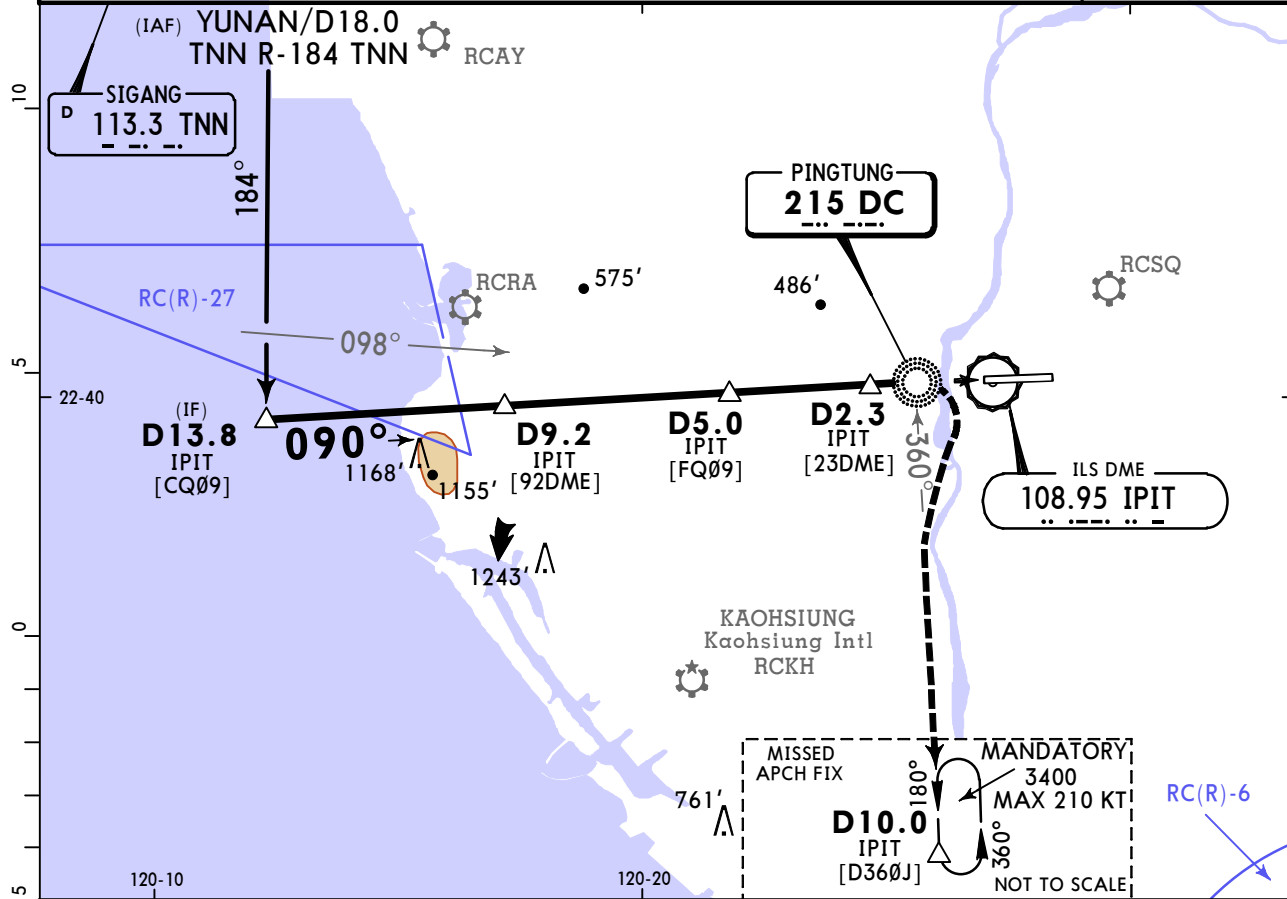 (IAF) YUNAN/D18.0
TNN R-184 TNN
RCAY
10
SIGANG
D 113.3 TNN
184°
PINGTUNG
215 DC
RCSQ
RCRA
575'
486'
RC(R)-27
098°
5
22-40
(IF)
D13.8
IPIT
[CQØ9]
090°
1168'
1155'
D9.2
IPIT
[92DME]
D5.0
IPIT
[FQØ9]
D2.3
IPIT
[23DME]
360°
ILS DME
108.95 IPIT
1243'
0
KAOHSIUNG
Kaohsiung Intl
RCKH
MISSED
APCH FIX
MANDATORY
3400
MAX 210 KT
180°
761'
D10.0
IPIT
[D36ØJ]
360°
NOT TO SCALE
RC(R)-6
5
120-10
120-20